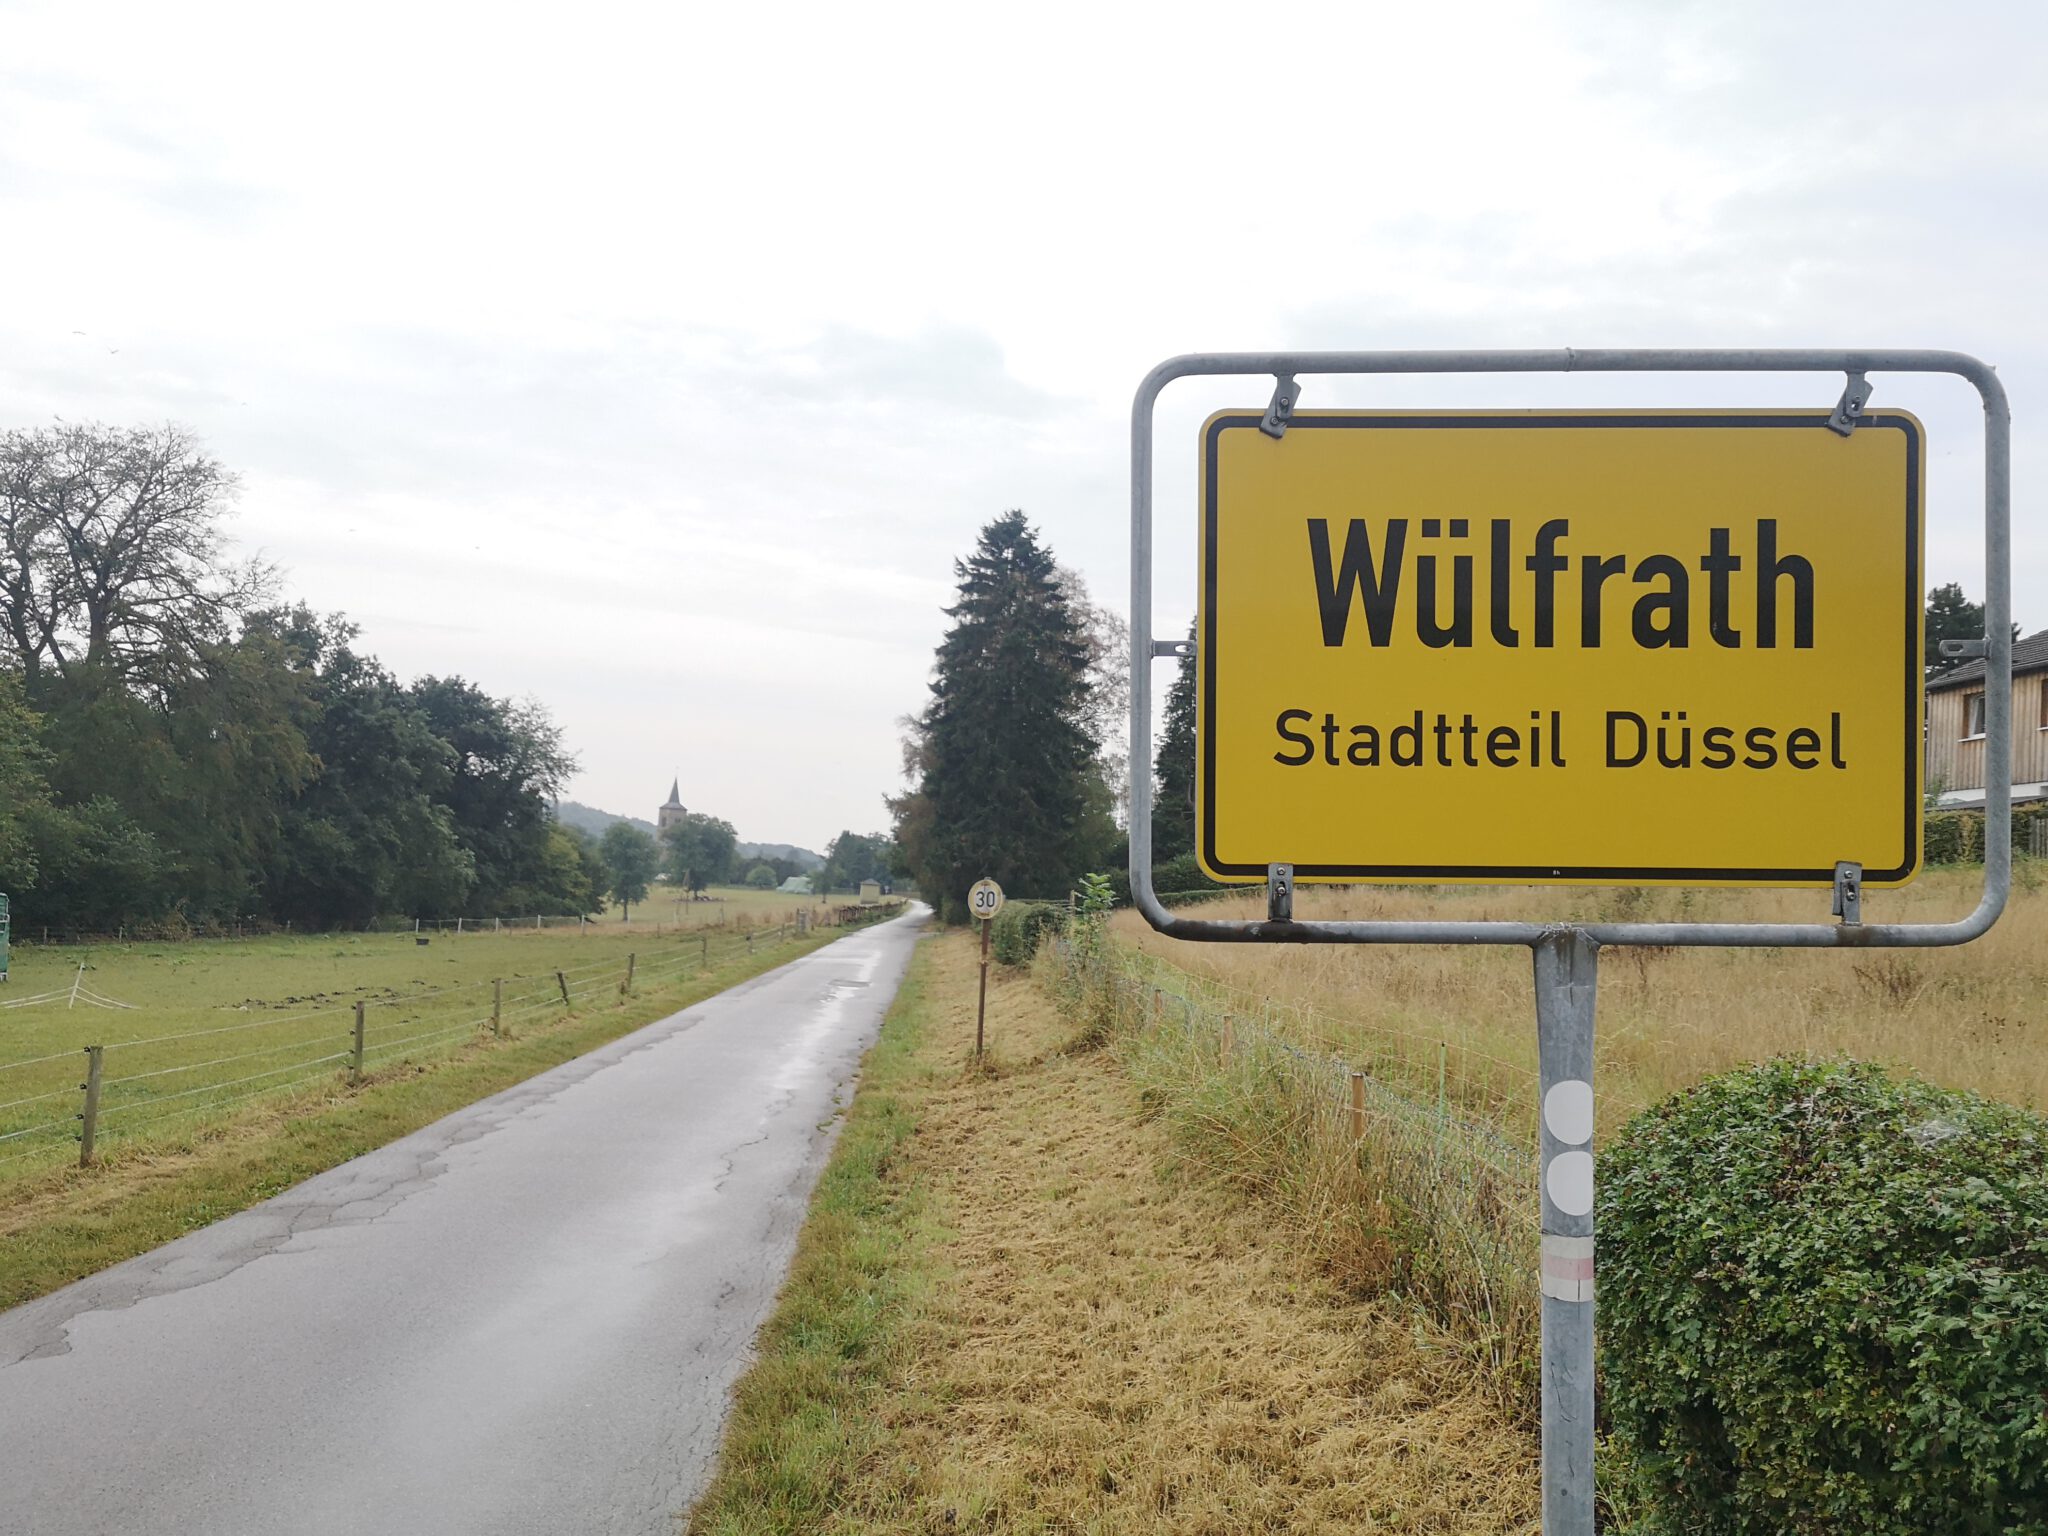 Wülfrath
Stadtteil Düssel
30